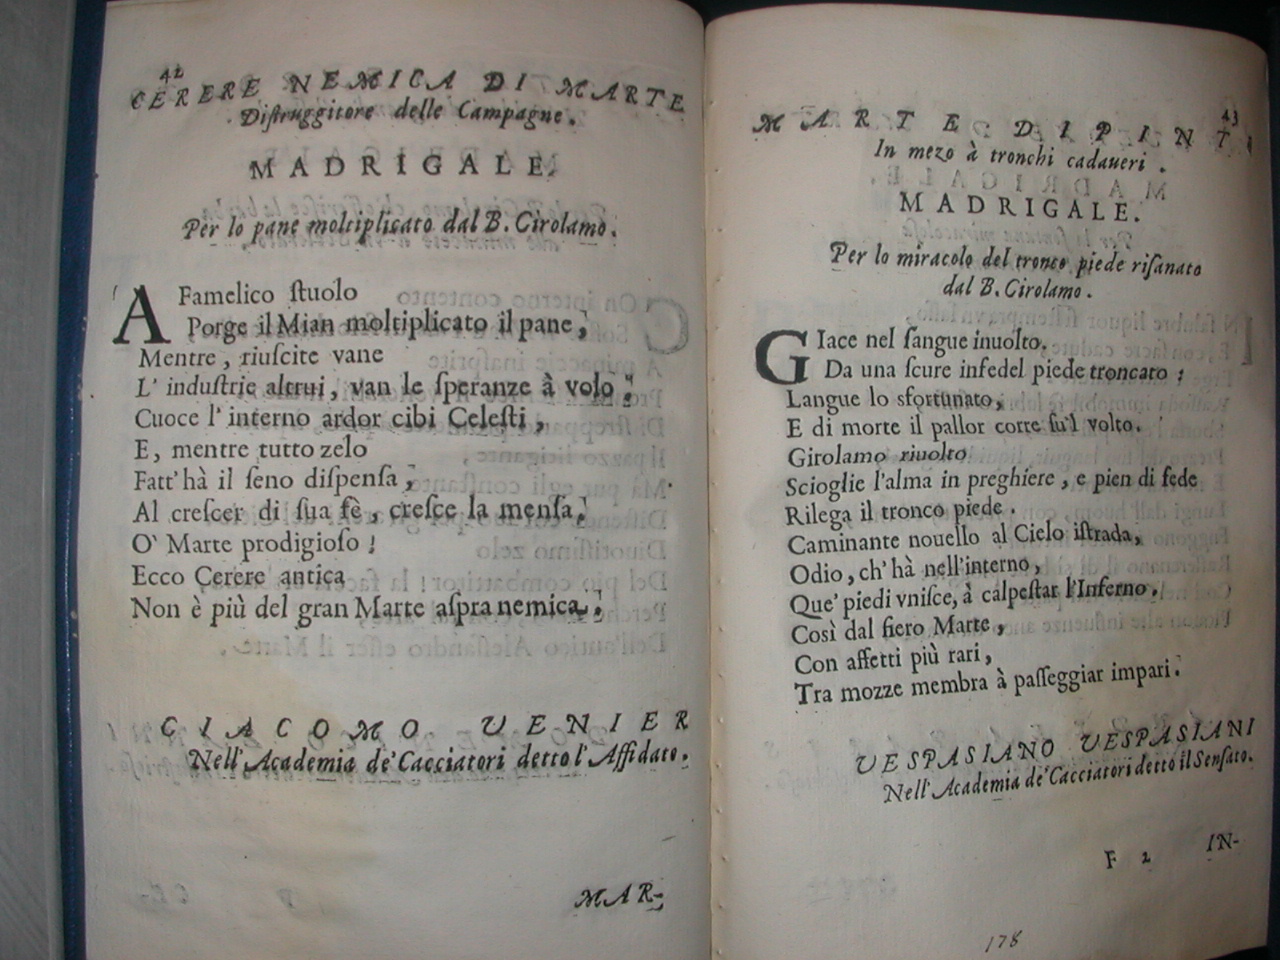 42
CERERE NEMICA DI MARTE
Diſtruggitore delle Campagne.
MADRIGALE.
Per lo pane moltiplicato dal B. Girolamo.
A Famelico ſtuolo
Porge il Mian moltiplicato il pane;
Mentre, riuſcite vane
L' induſtrie altrui, van le ſperanze à volo;
Cuoce l' interno ardor cibi Celeſti,
E, mentre tutto zelo
Fatt' hà il ſeno diſpenſa;
Al creſcer di ſua fè, creſce la menſa;
O' Marte prodigioſo!
Ecco Cerere antica
Non è più del gran Marte aſpra nemica.
GIACOMO VENIER
Nell' Academia de' Cacciatori detto l' Affidato.
MAR-
43
MARTE DIPINT
In mezo à tronchi cadaueri.
MADRIGALE.
Per lo miracolo del tronco piede riſanato
dal B. Girolamo.
GIace nel ſangue inuolto.
Da una ſcure infedel piede troncato;
Langue lo sfortunato,
E di morte il pallor corre ſu'l volto.
Girolamo riuolto
Scioglie l'alma in preghiere, e pien di fede
Rilega il tronco piede.
Caminante nouello al Cielo iſtrada,
Odio, ch' hà nell'interno,
Que' piedi vniſce, à calpeſtar l'Inferno.
Così dal fiero Marte,
Con affetti più rari,
Tra mozze membra à paſſeggiar impari.
VESPASIANO VESPASIANI
Nell' Academia de' Cacciatori detto il Senſato.
F 2 IN-
178